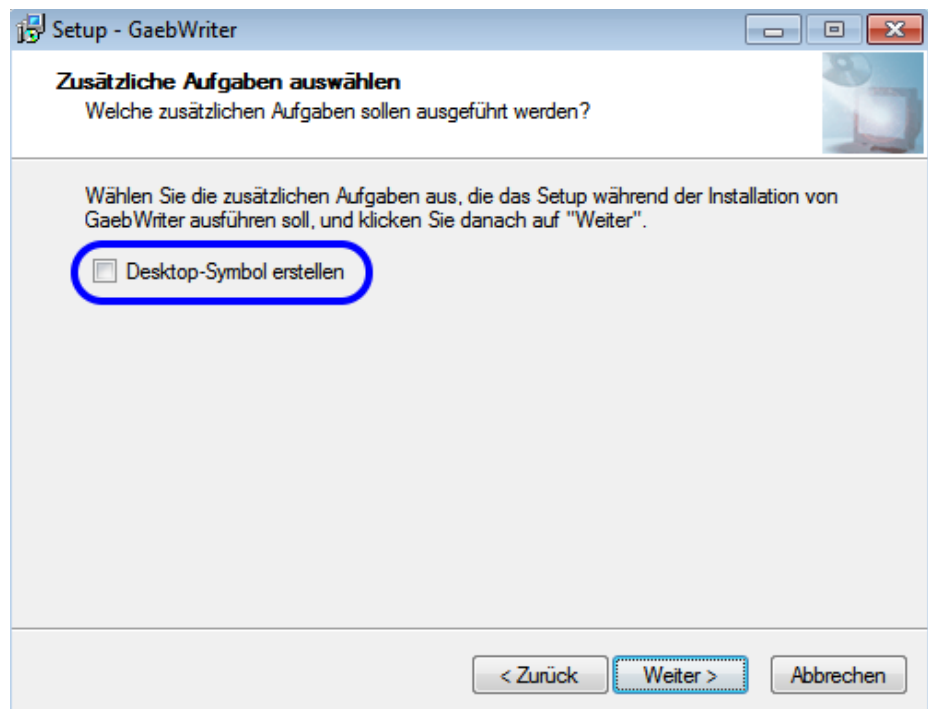 Setup - GaebWriter
Zusätzliche Aufgaben auswählen
Welche zusätzlichen Aufgaben sollen ausgeführt werden?
Wählen Sie die zusätzlichen Aufgaben aus, die das Setup während der Installation von
GaebWriter ausführen soll, und klicken Sie danach auf "Weiter".
Desktop-Symbol erstellen
< Zurück Weiter > Abbrechen